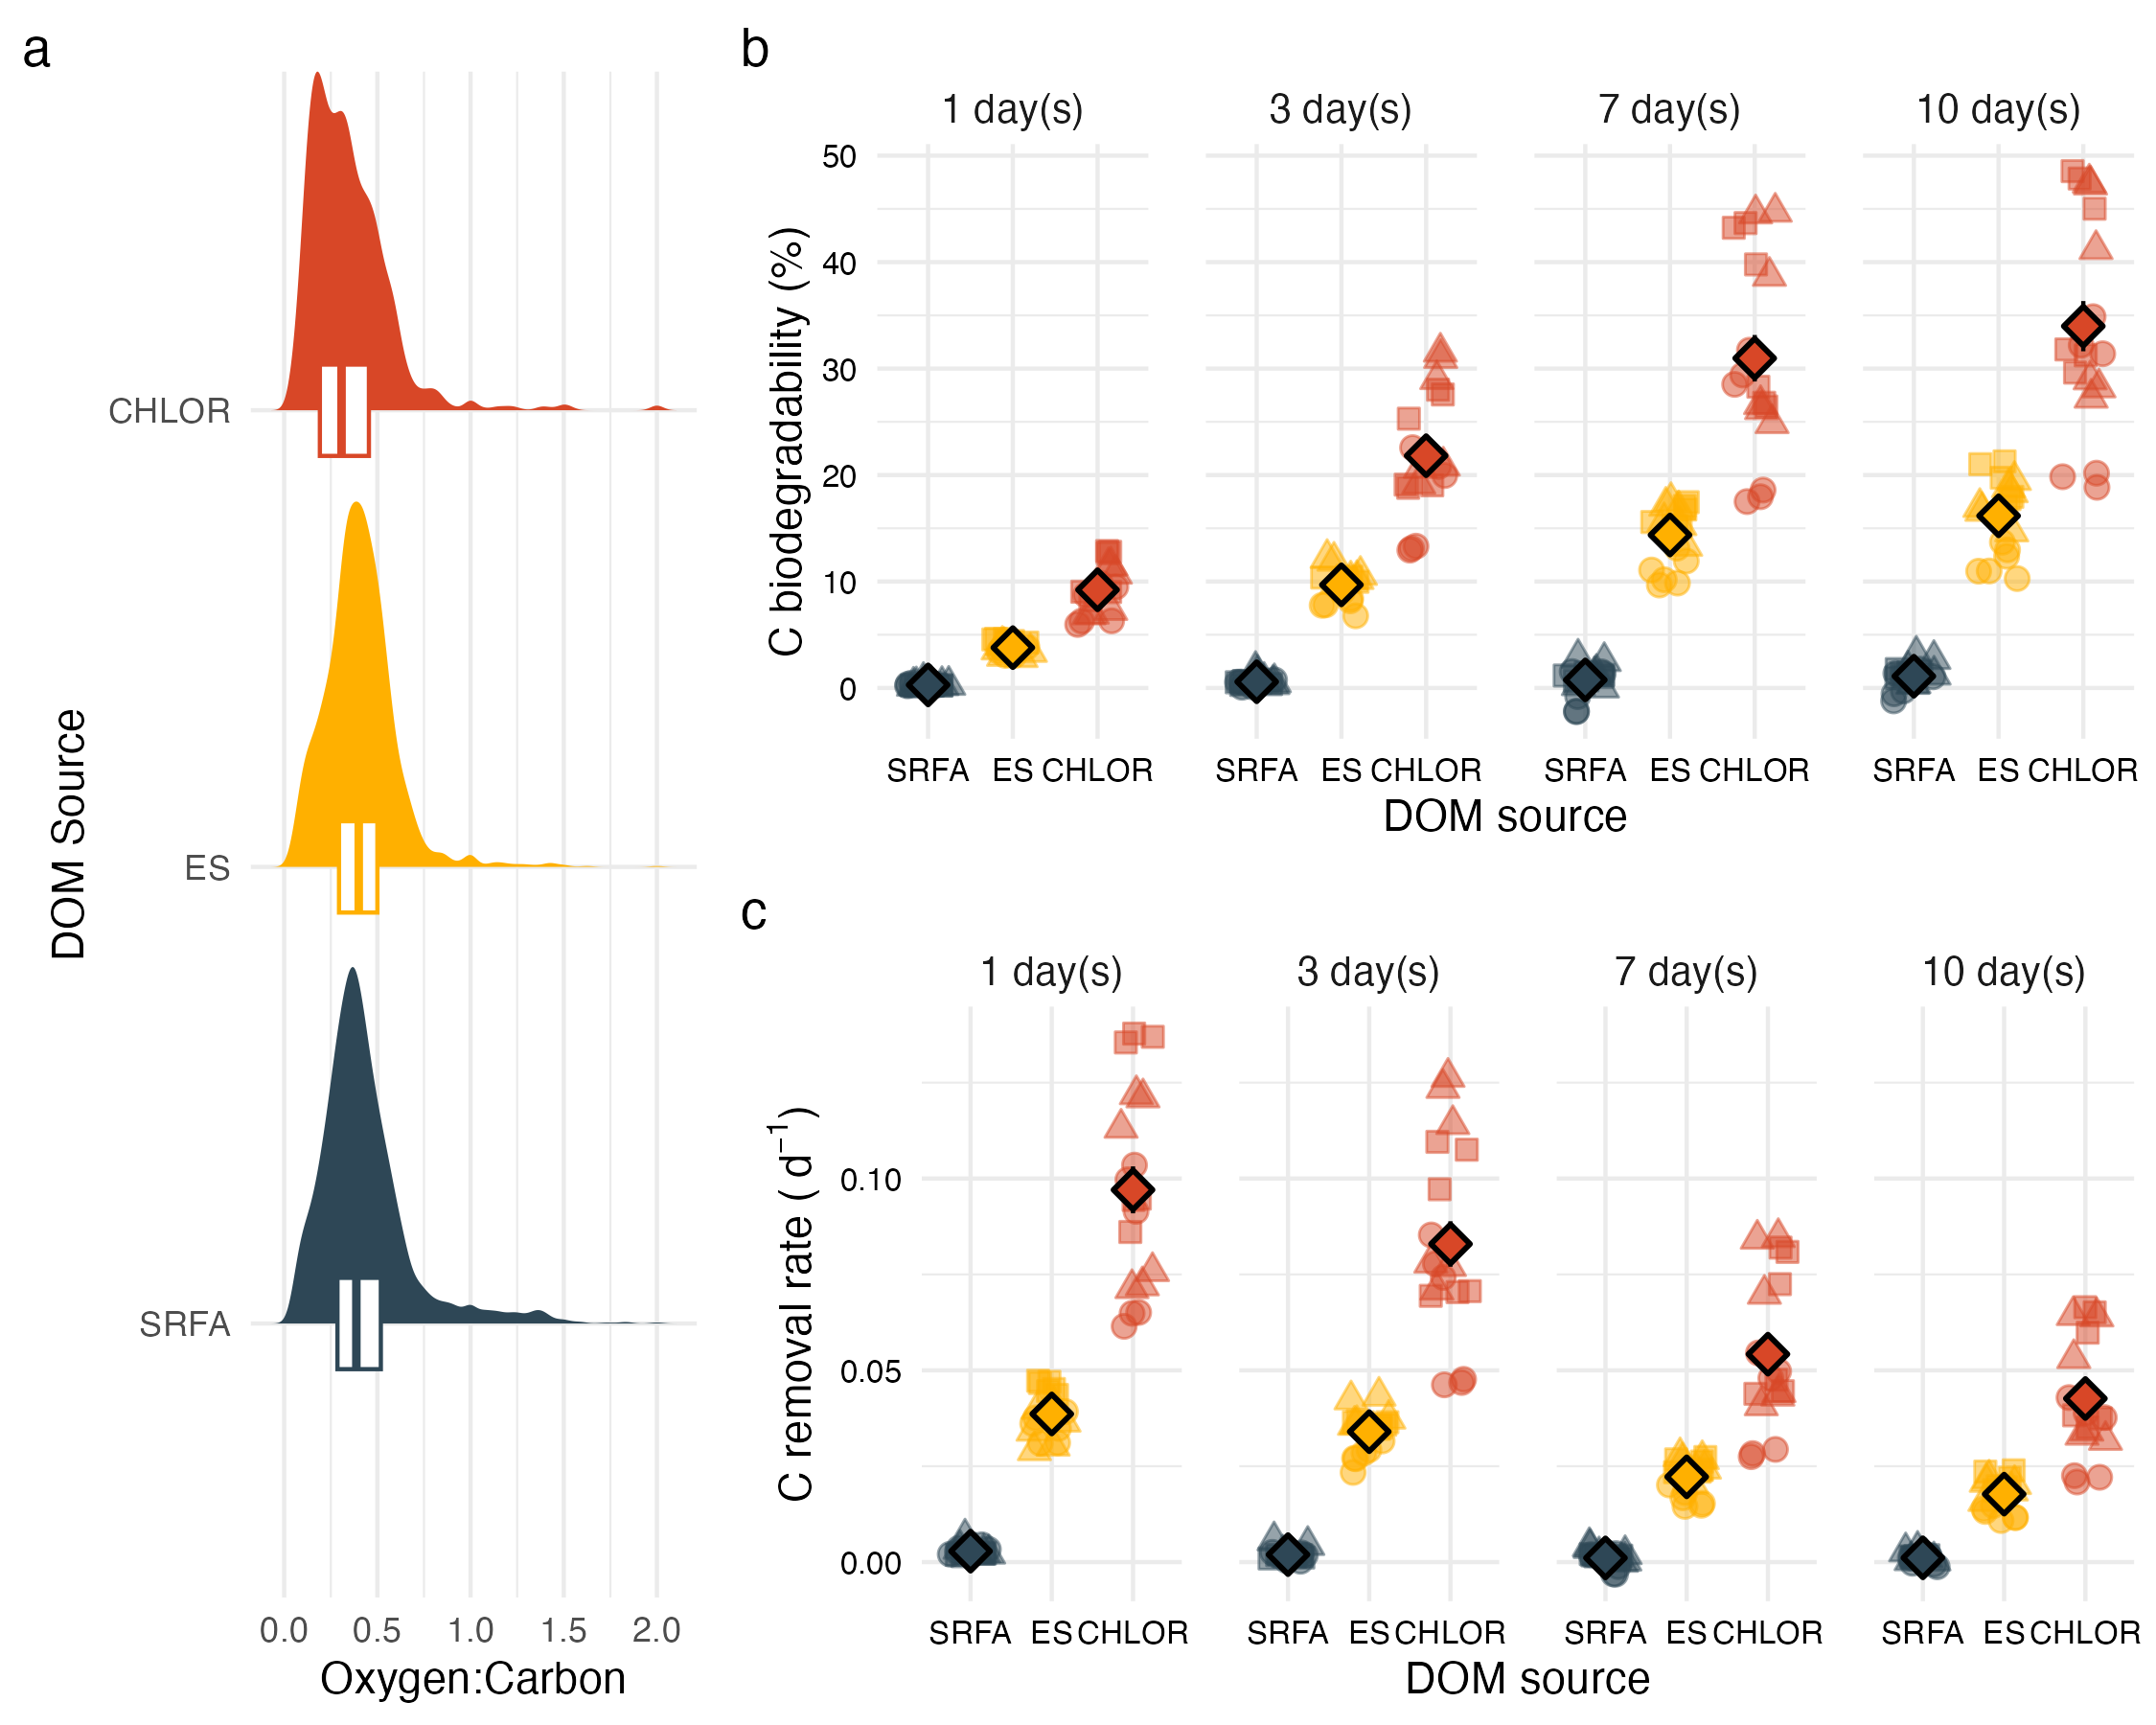 a
DOM Source
CHLOR
ES
SRFA
0.0 0.5 1.0 1.5 2.0
Oxygen:Carbon
b
1 day(s) 3 day(s) 7 day(s) 10 day(s)
C biodegradability (%)
50
40
30
20
10
0
SRFA ES CHLOR SRFA ES CHLOR SRFA ES CHLOR SRFA ES CHLOR
DOM source
c
1 day(s) 3 day(s) 7 day(s) 10 day(s)
C removal rate ( d⁻¹)
0.10
0.05
0.00
SRFA ES CHLOR SRFA ES CHLOR SRFA ES CHLOR SRFA ES CHLOR
DOM source